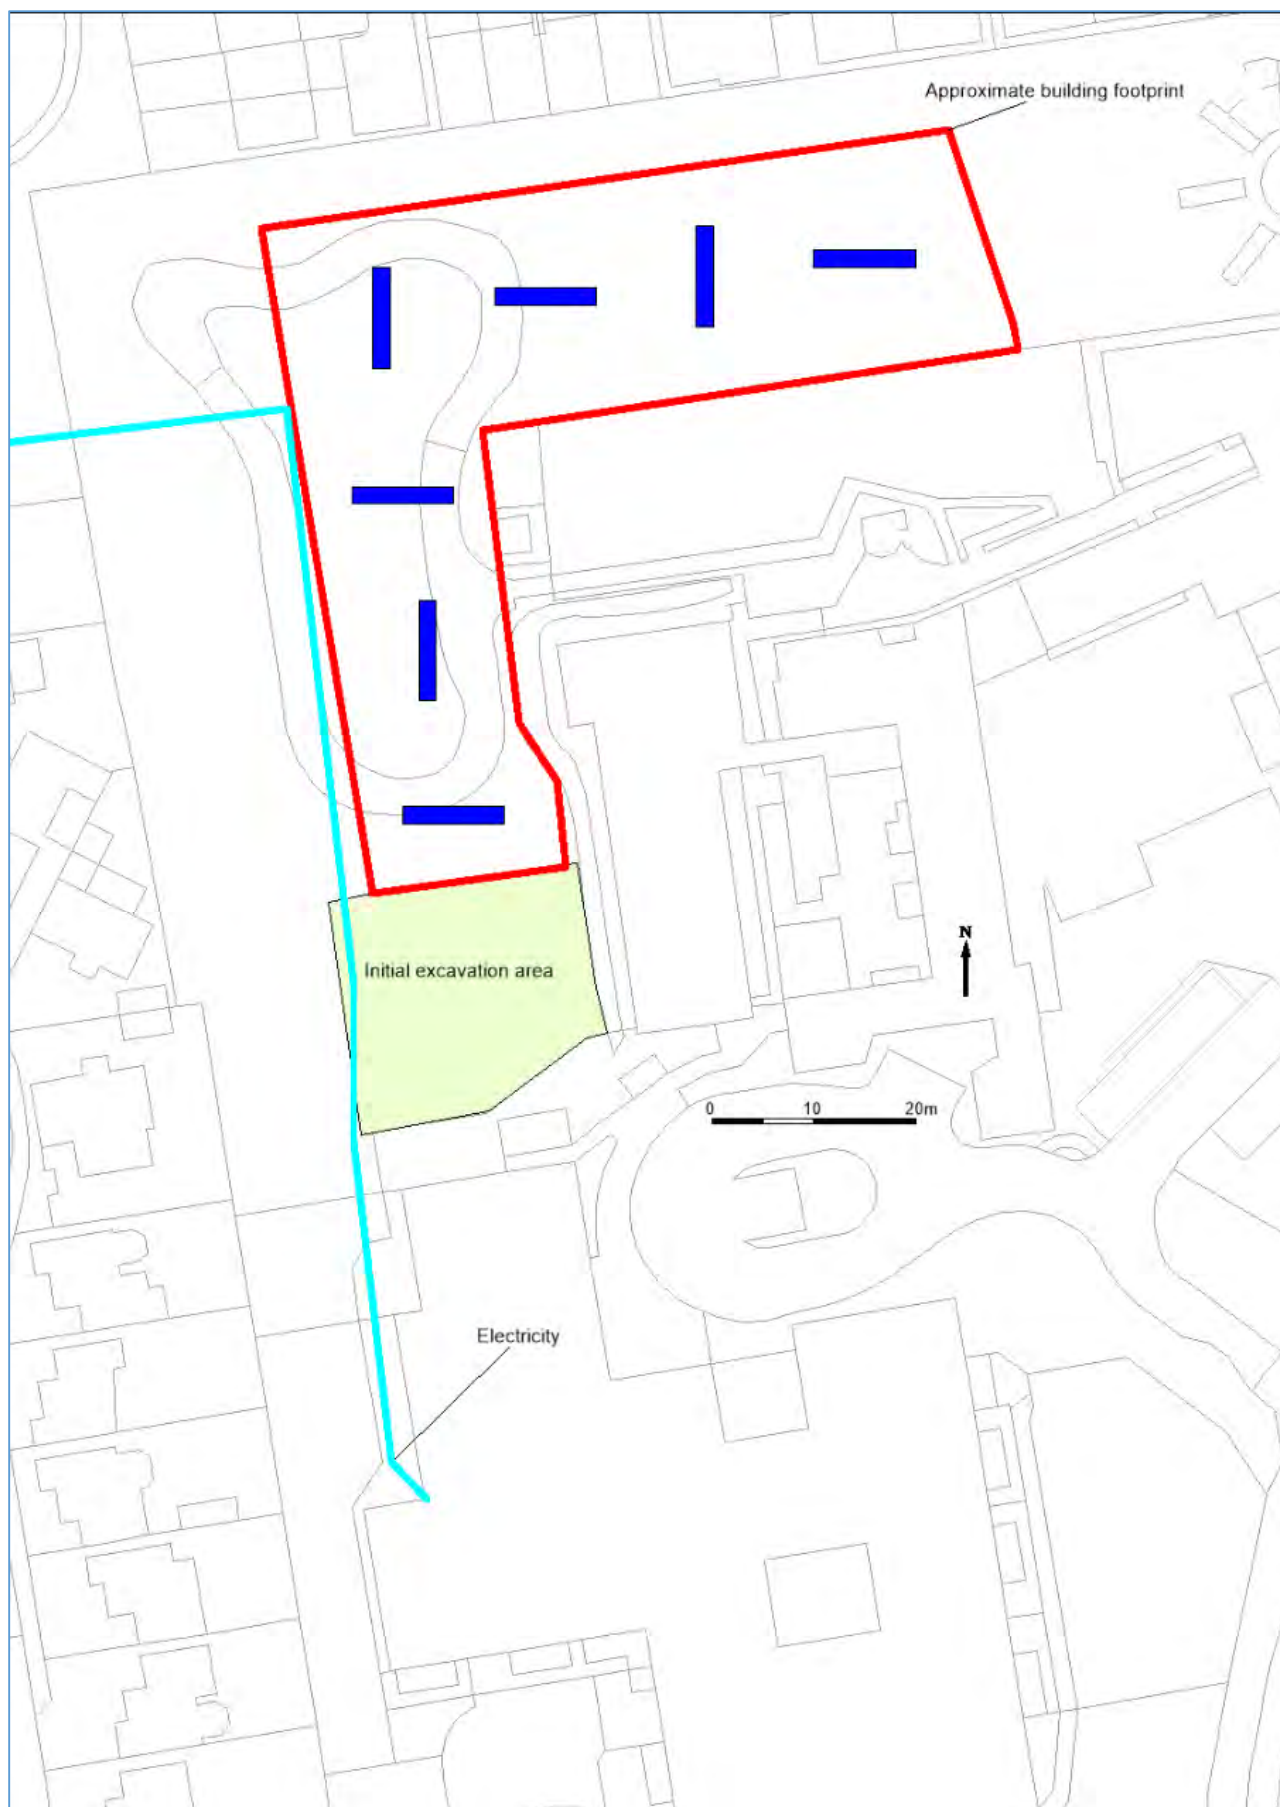 Approximate building footprint
N
Initial excavation area
0 10 20m
Electricity